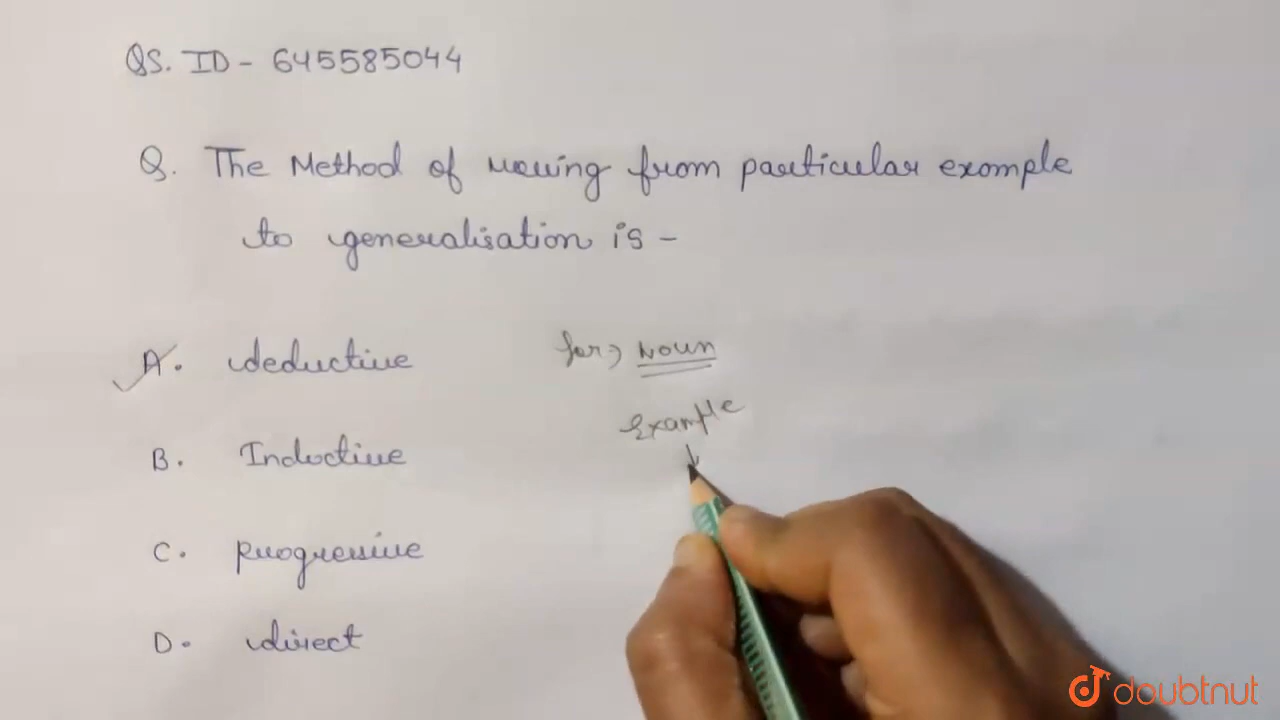 QS. ID - 645585044
Q. The Method of moving from particular exomple
to generalisation is -
A. deductive
for → Noun
Example
B. Inductive
C. progressive
D. direct
doubtnut